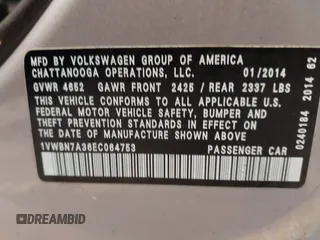 MFD BY VOLKSWAGEN GROUP OF AMERICA
CHATTANOOGA OPERATIONS, LLC. 01/2014
GVWR 4652 GAWR FRONT 2425 / REAR 2337 LBS
THIS VEHICLE CONFORMS TO ALL APPLICABLE U.S.
FEDERAL MOTOR VEHICLE SAFETY, BUMPER AND
THEFT PREVENTION STANDARDS IN EFFECT ON THE
DATE OF MANUFACTURE SHOWN ABOVE.
1VWBN7A36EC064753 PASSENGER CAR
0240184 2014 62
DREAMBID